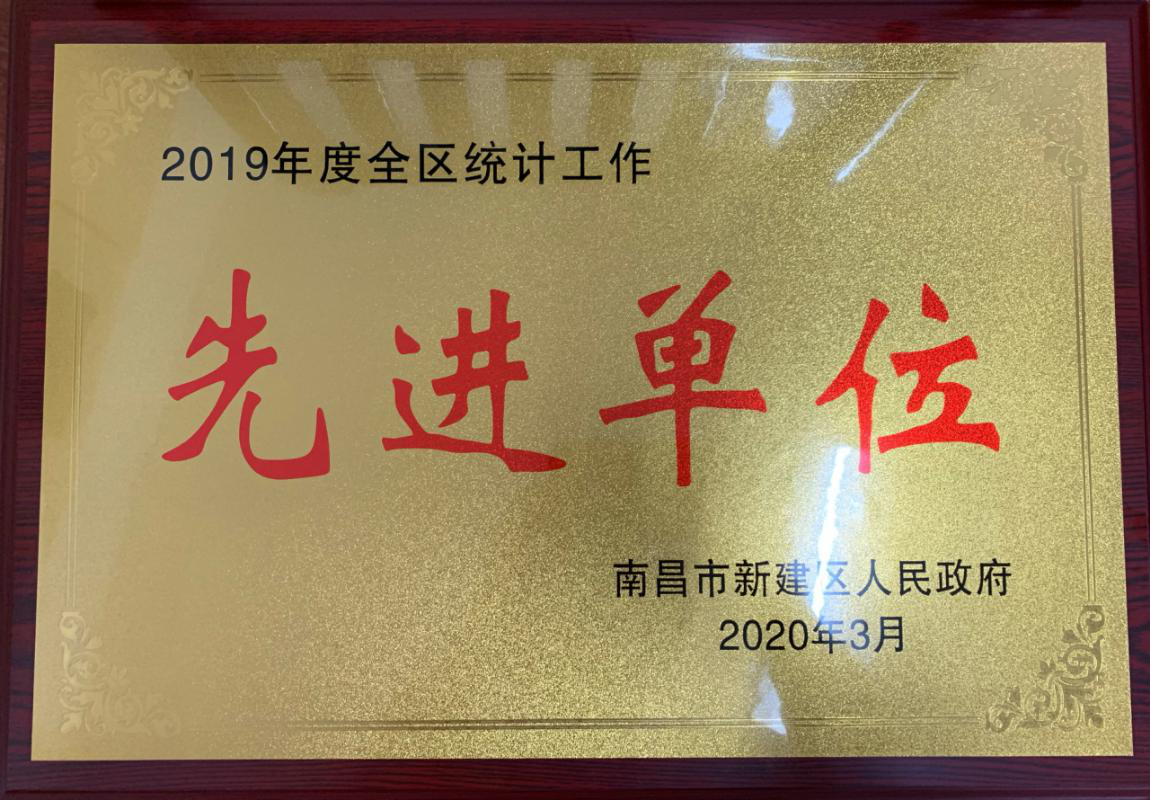 2019年度全区统计工作
先进单位
南昌市新建区人民政府
2020年3月